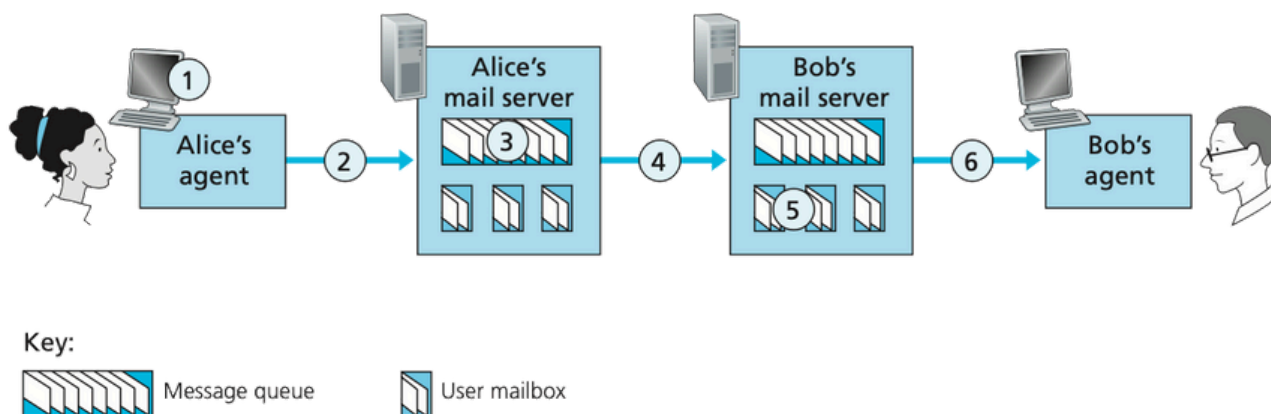 1
Alice's
agent
2
Alice's
mail server
3
4
Bob's
mail server
5
6
Bob's
agent
Key:
Message queue
User mailbox